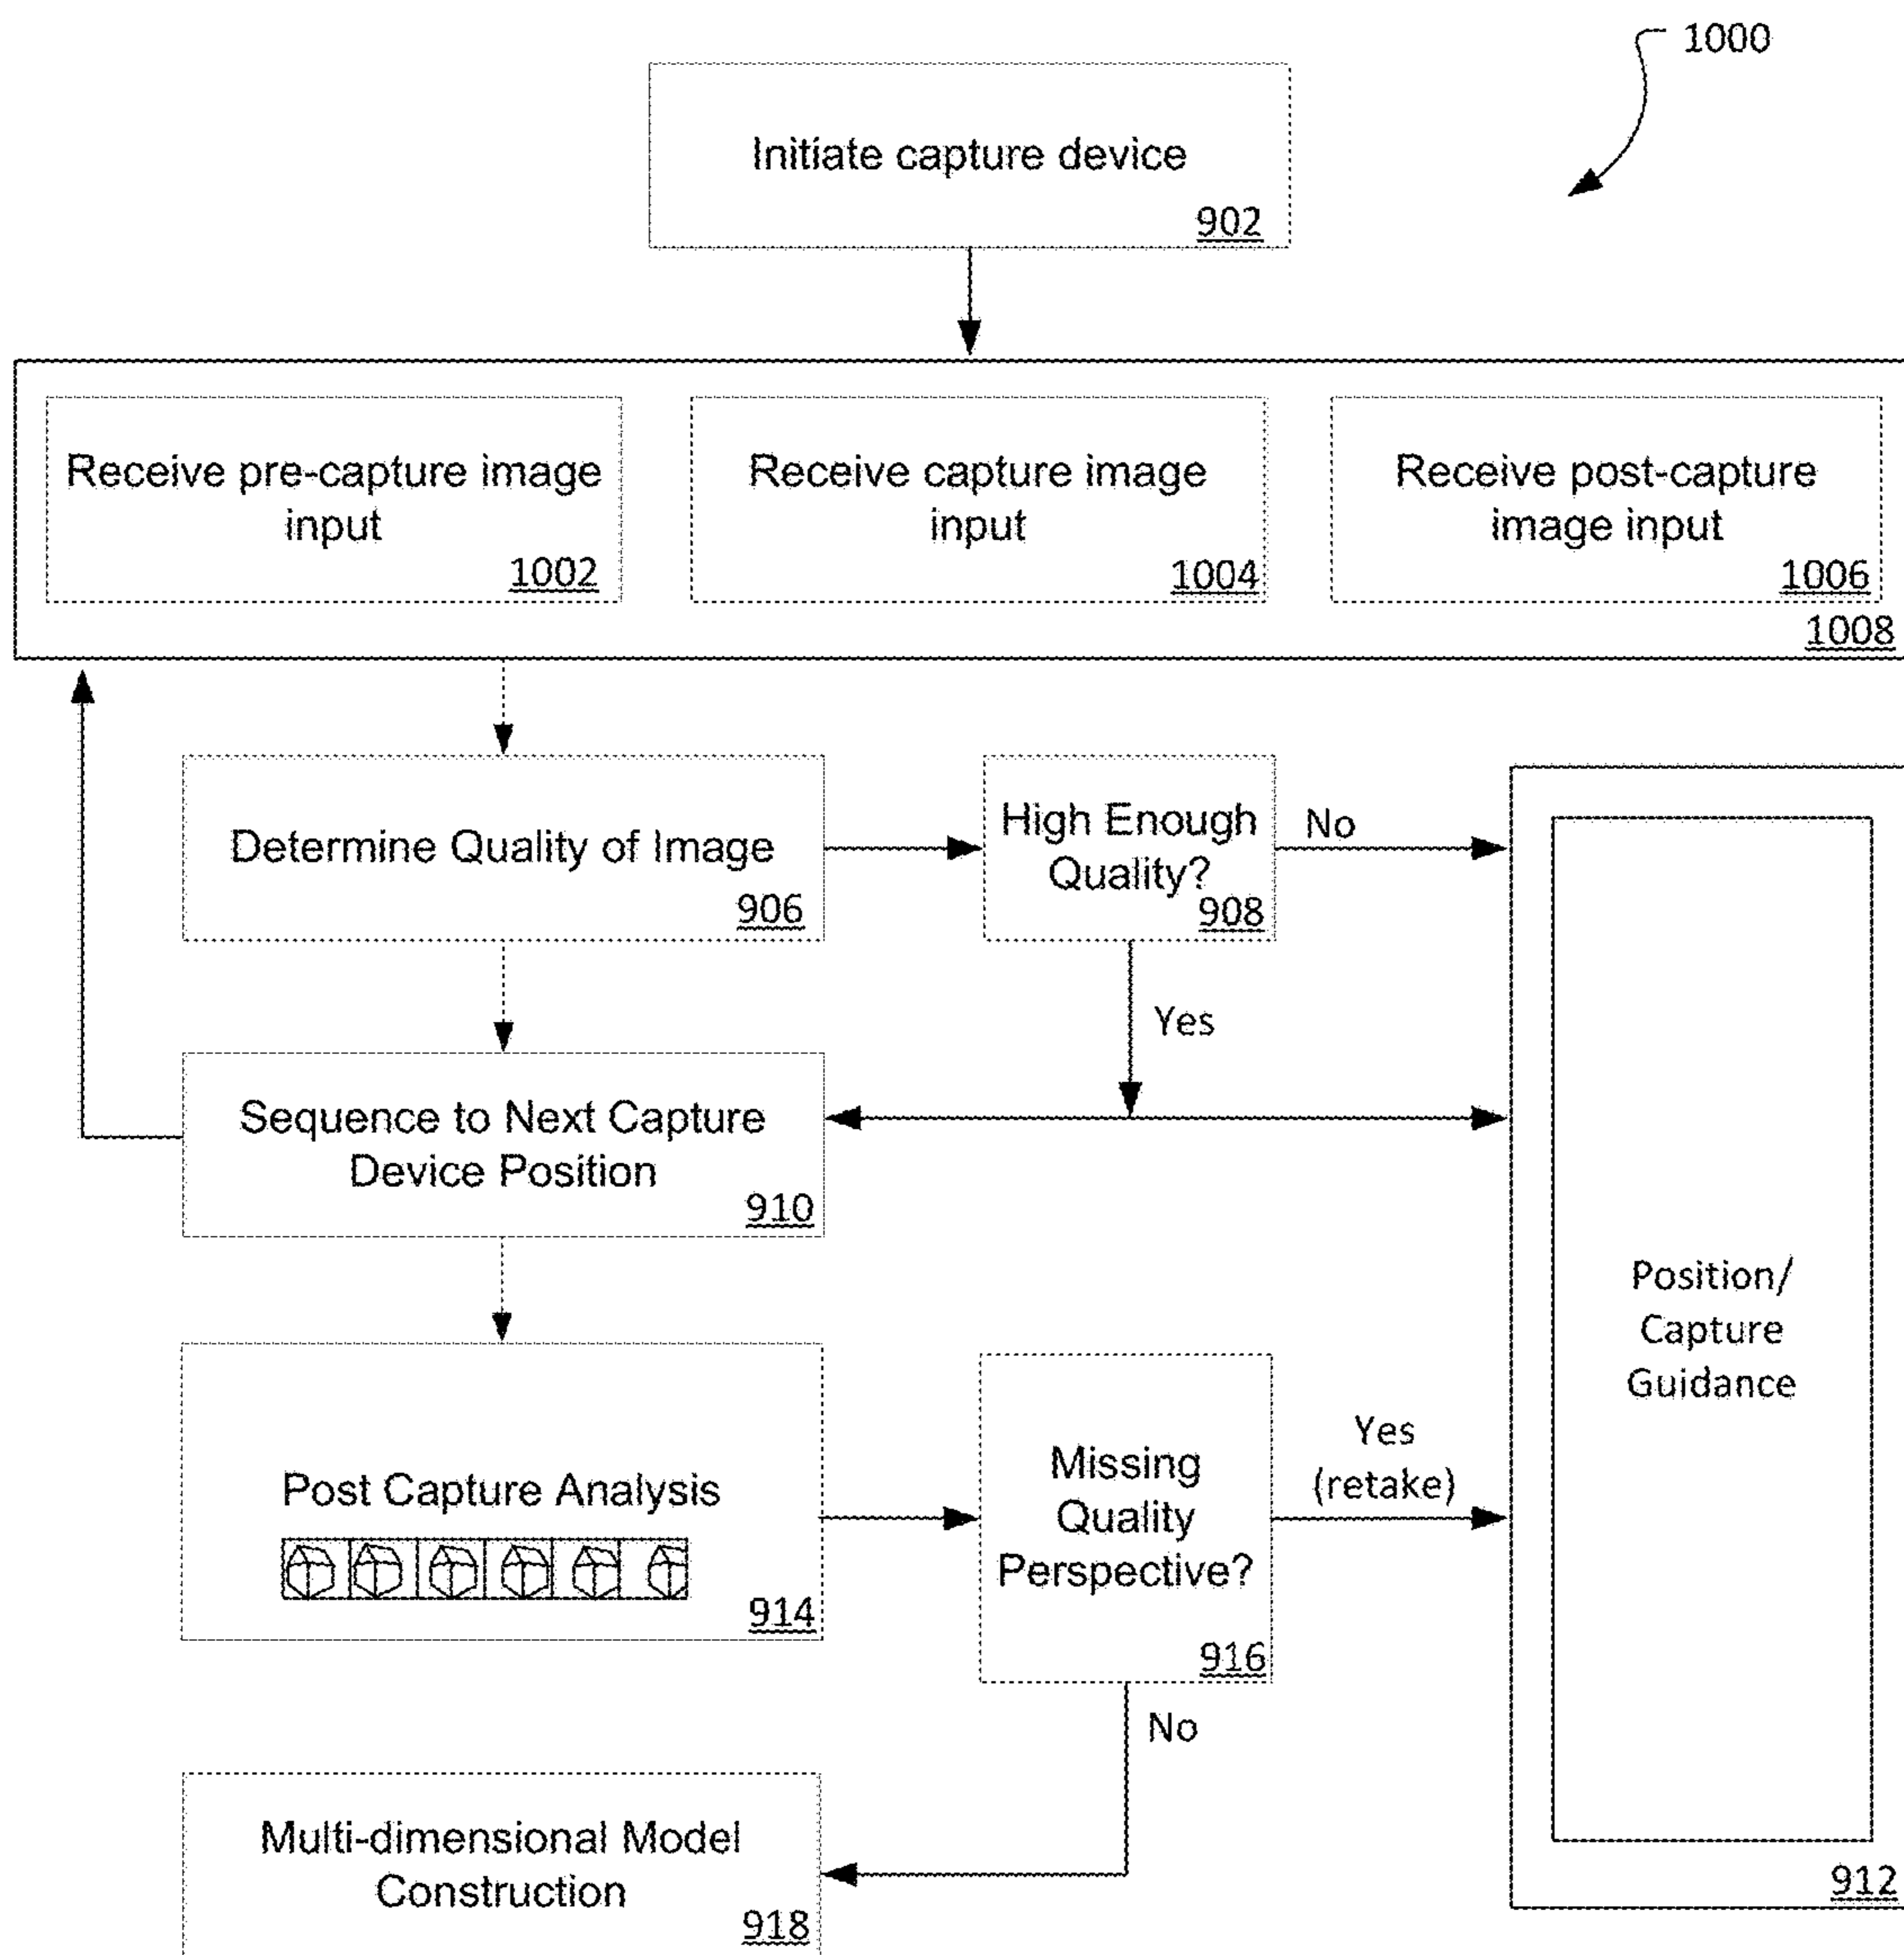 1000
Initiate capture device
902
Receive pre-capture image
input
1002
Receive capture image
input
1004
Receive post-capture
image input
1006
1008
Determine Quality of Image
906
High Enough
Quality?
908
No
Yes
Sequence to Next Capture
Device Position
910
Position/
Capture
Guidance
912
Post Capture Analysis
914
Missing
Quality
Perspective?
916
Yes
(retake)
No
Multi-dimensional Model
Construction
918